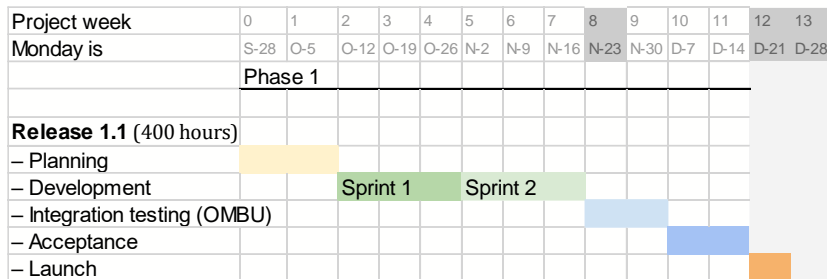 Project week 0 1 2 3 4 5 6 7 8 9 10 11 12 13
Monday is S-28 O-5 O-12 O-19 O-26 N-2 N-9 N-16 N-23 N-30 D-7 D-14 D-21 D-28
Phase 1
Release 1.1 (400 hours)
– Planning
– Development Sprint 1 Sprint 2
– Integration testing (OMBU)
– Acceptance
– Launch